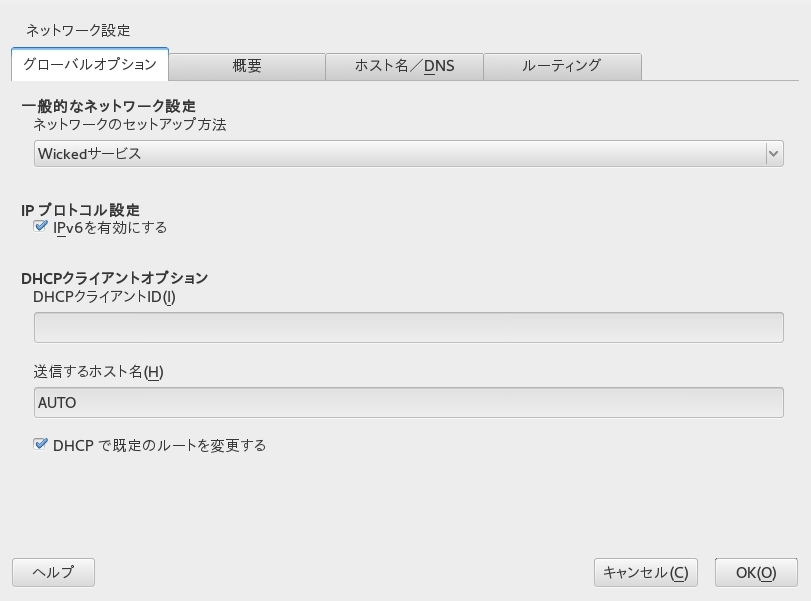 ネットワーク設定
グローバルオプション 概要 ホスト名／DNS ルーティング
一般的なネットワーク設定
ネットワークのセットアップ方法
Wickedサービス
IP プロトコル設定
IPv6を有効にする
DHCPクライアントオプション
DHCPクライアントID(I)
送信するホスト名(H)
AUTO
DHCP で既定のルートを変更する
ヘルプ キャンセル(C) OK(O)